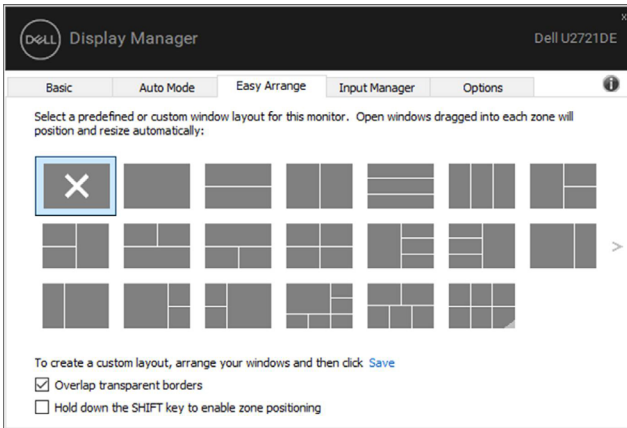 x
DELL Display Manager Dell U2721DE
Basic Auto Mode Easy Arrange Input Manager Options
Select a predefined or custom window layout for this monitor. Open windows dragged into each zone will
position and resize automatically:
To create a custom layout, arrange your windows and then click Save
Overlap transparent borders
Hold down the SHIFT key to enable zone positioning